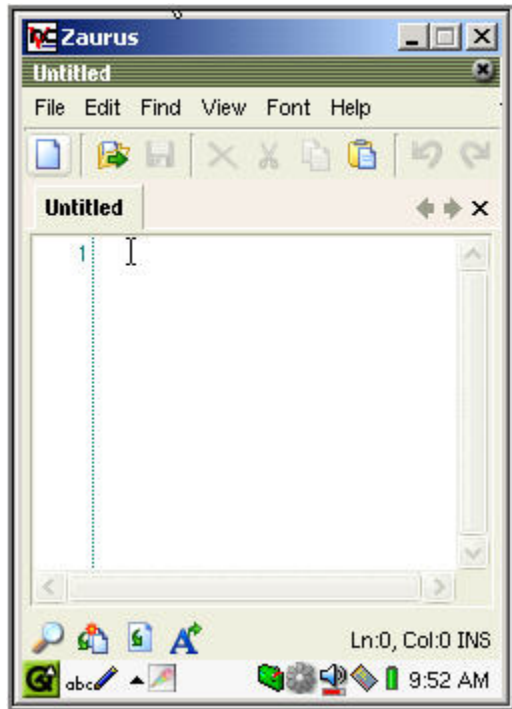 Zaurus
Untitled
File Edit Find View Font Help
Untitled
1
Ln:0, Col:0 INS
abc 9:52 AM